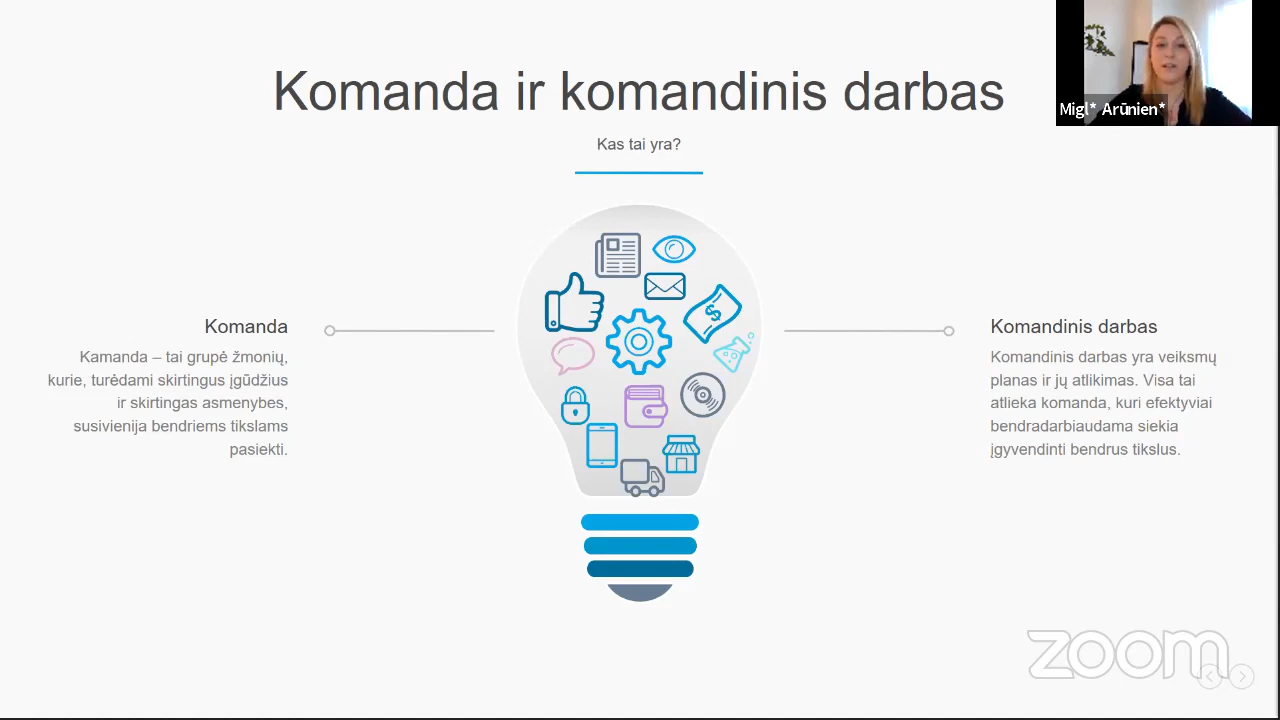 Komanda ir komandinis darbas
Kas tai yra?
Migl* Arūnien*
Komanda
Kamanda – tai grupė žmonių,
kurie, turėdami skirtingus įgūdžius
ir skirtingas asmenybes,
susivienija bendriems tikslams
pasiekti.
$
Komandinis darbas
Komandinis darbas yra veiksmų
planas ir jų atlikimas. Visa tai
atlieka komanda, kuri efektyviai
bendradarbiaudama siekia
įgyvendinti bendrus tikslus.
zoom